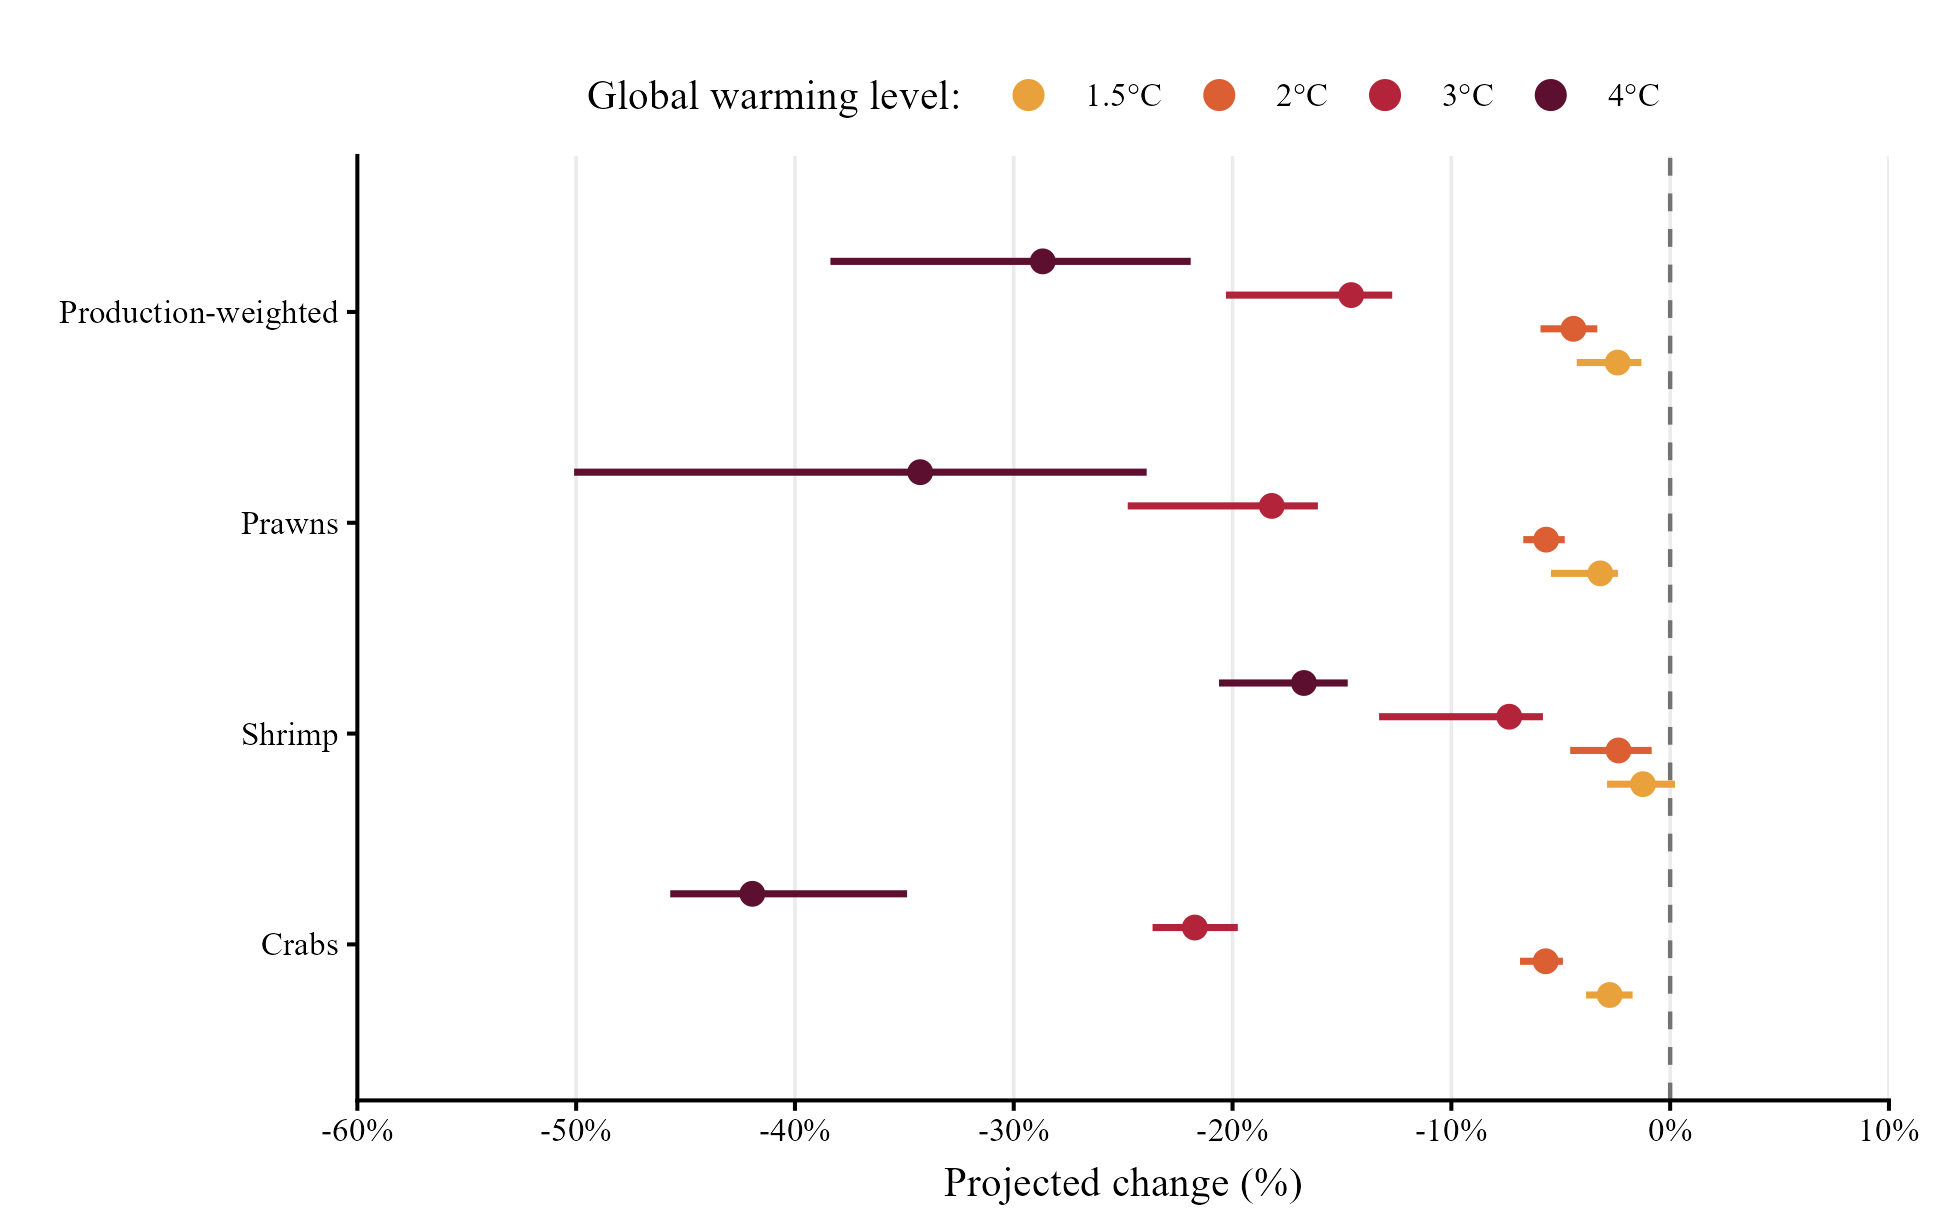 Global warming level: 1.5°C 2°C 3°C 4°C
Production-weighted
Prawns
Shrimp
Crabs
-60% -50% -40% -30% -20% -10% 0% 10%
Projected change (%)